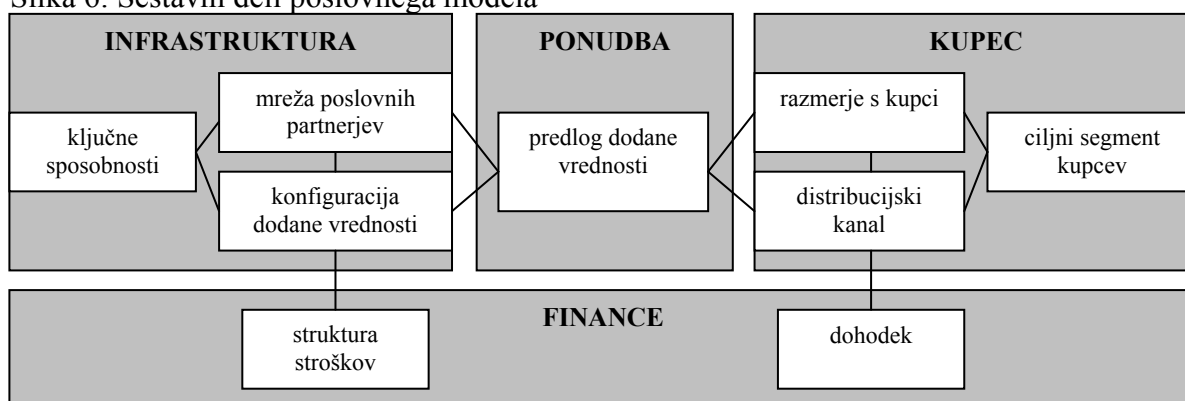 Slika 6: Sestavni deli poslovnega modela
INFRASTRUKTURA
mreža poslovnih
partnerjev
ključne
sposobnosti
konfiguracija
dodane vrednosti
PONUDBA
predlog dodane
vrednosti
KUPEC
razmerje s kupci
ciljni segment
kupcev
distribucijski
kanal
FINANCE
struktura
stroškov
dohodek